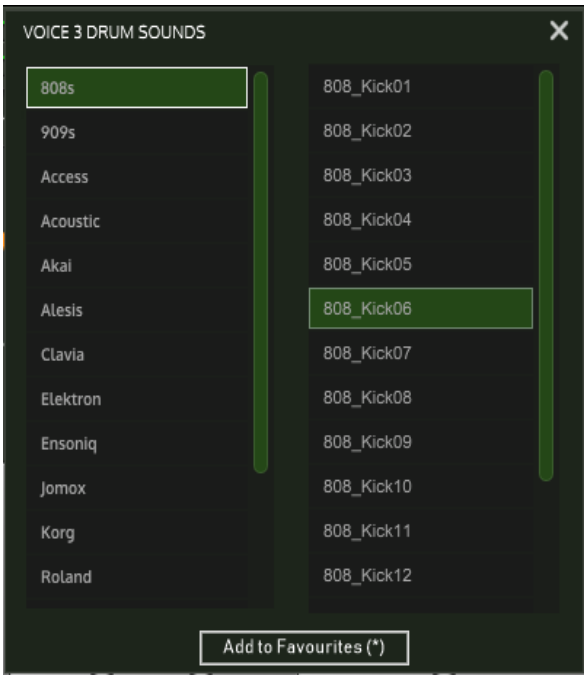 VOICE 3 DRUM SOUNDS
808s
909s
Access
Acoustic
Akai
Alesis
Clavia
Elektron
Ensoniq
Jomox
Korg
Roland
808_Kick01
808_Kick02
808_Kick03
808_Kick04
808_Kick05
808_Kick06
808_Kick07
808_Kick08
808_Kick09
808_Kick10
808_Kick11
808_Kick12
Add to Favourites (*)